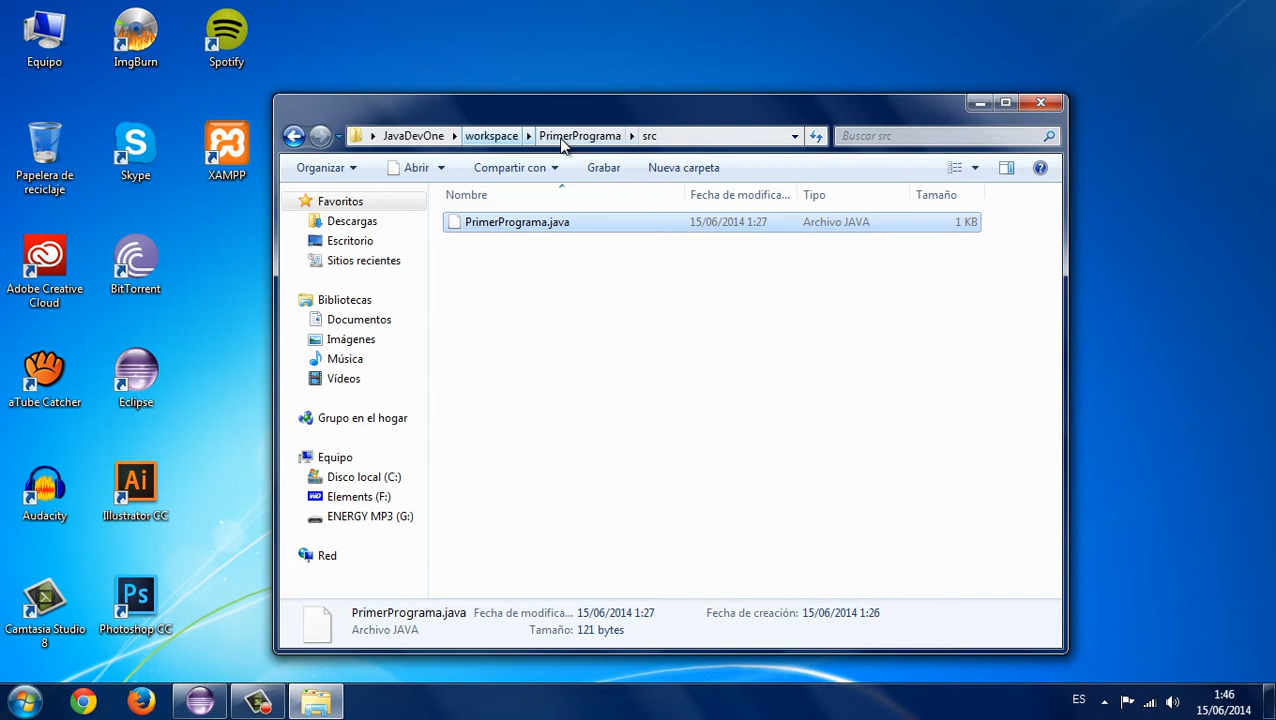 Equipo
ImgBurn
Spotify
Papelera de
reciclaje
Skype
XAMPP
Adobe Creative
Cloud
BitTorrent
aTube Catcher
Eclipse
Audacity
Ai
Illustrator CC
Camtasia Studio
8
Ps
Photoshop CC
JavaDevOne
workspace
PrimerPrograma
src
Buscar src
Organizar
Abrir
Compartir con
Grabar
Nueva carpeta
Nombre
Fecha de modifica...
Tipo
Tamaño
PrimerPrograma.java
15/06/2014 1:27
Archivo JAVA
1 KB
Favoritos
Descargas
Escritorio
Sitios recientes
Bibliotecas
Documentos
Imágenes
Música
Vídeos
Grupo en el hogar
Equipo
Disco local (C:)
Elements (F:)
ENERGY MP3 (G:)
Red
PrimerPrograma.java Fecha de modifica... 15/06/2014 1:27 Fecha de creación: 15/06/2014 1:26
Archivo JAVA Tamaño: 121 bytes
ES
1:46
15/06/2014